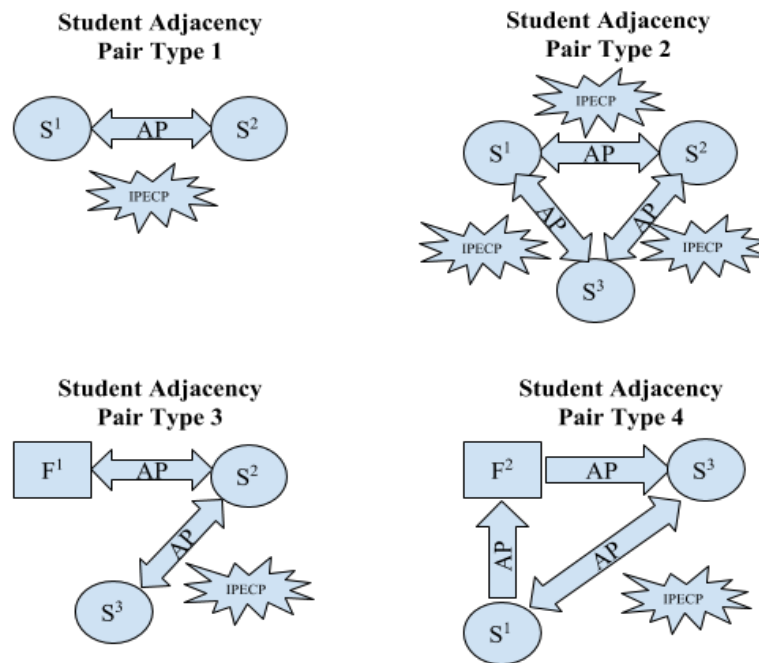 Student Adjacency
Pair Type 1
S¹
AP
S²
IPECP
Student Adjacency
Pair Type 2
IPECP
S¹
AP
S²
AP
AP
IPECP
IPECP
S³
Student Adjacency
Pair Type 3
F¹
AP
S²
AP
IPECP
S³
Student Adjacency
Pair Type 4
F²
AP
S³
AP
AP
IPECP
S¹